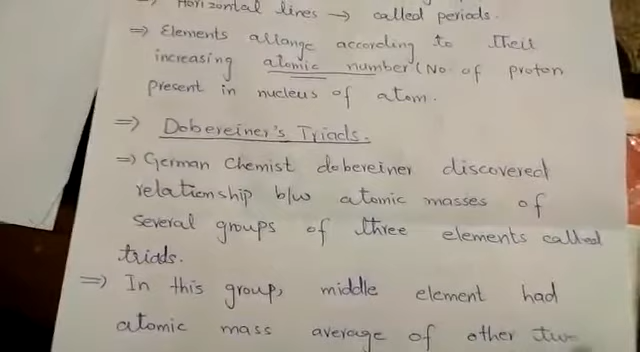 ⇒ Horizontal lines → called periods.
⇒ Elements allange according to their
increasing atomic number (No. of proton
present in nucleus of atom.
⇒ Dobereiner's Triads.
⇒ German Chemist dobereiner discovered
relationship b/w atomic masses of
several groups of three elements called
triads.
⇒ In this group, middle element had
atomic mass average of other two